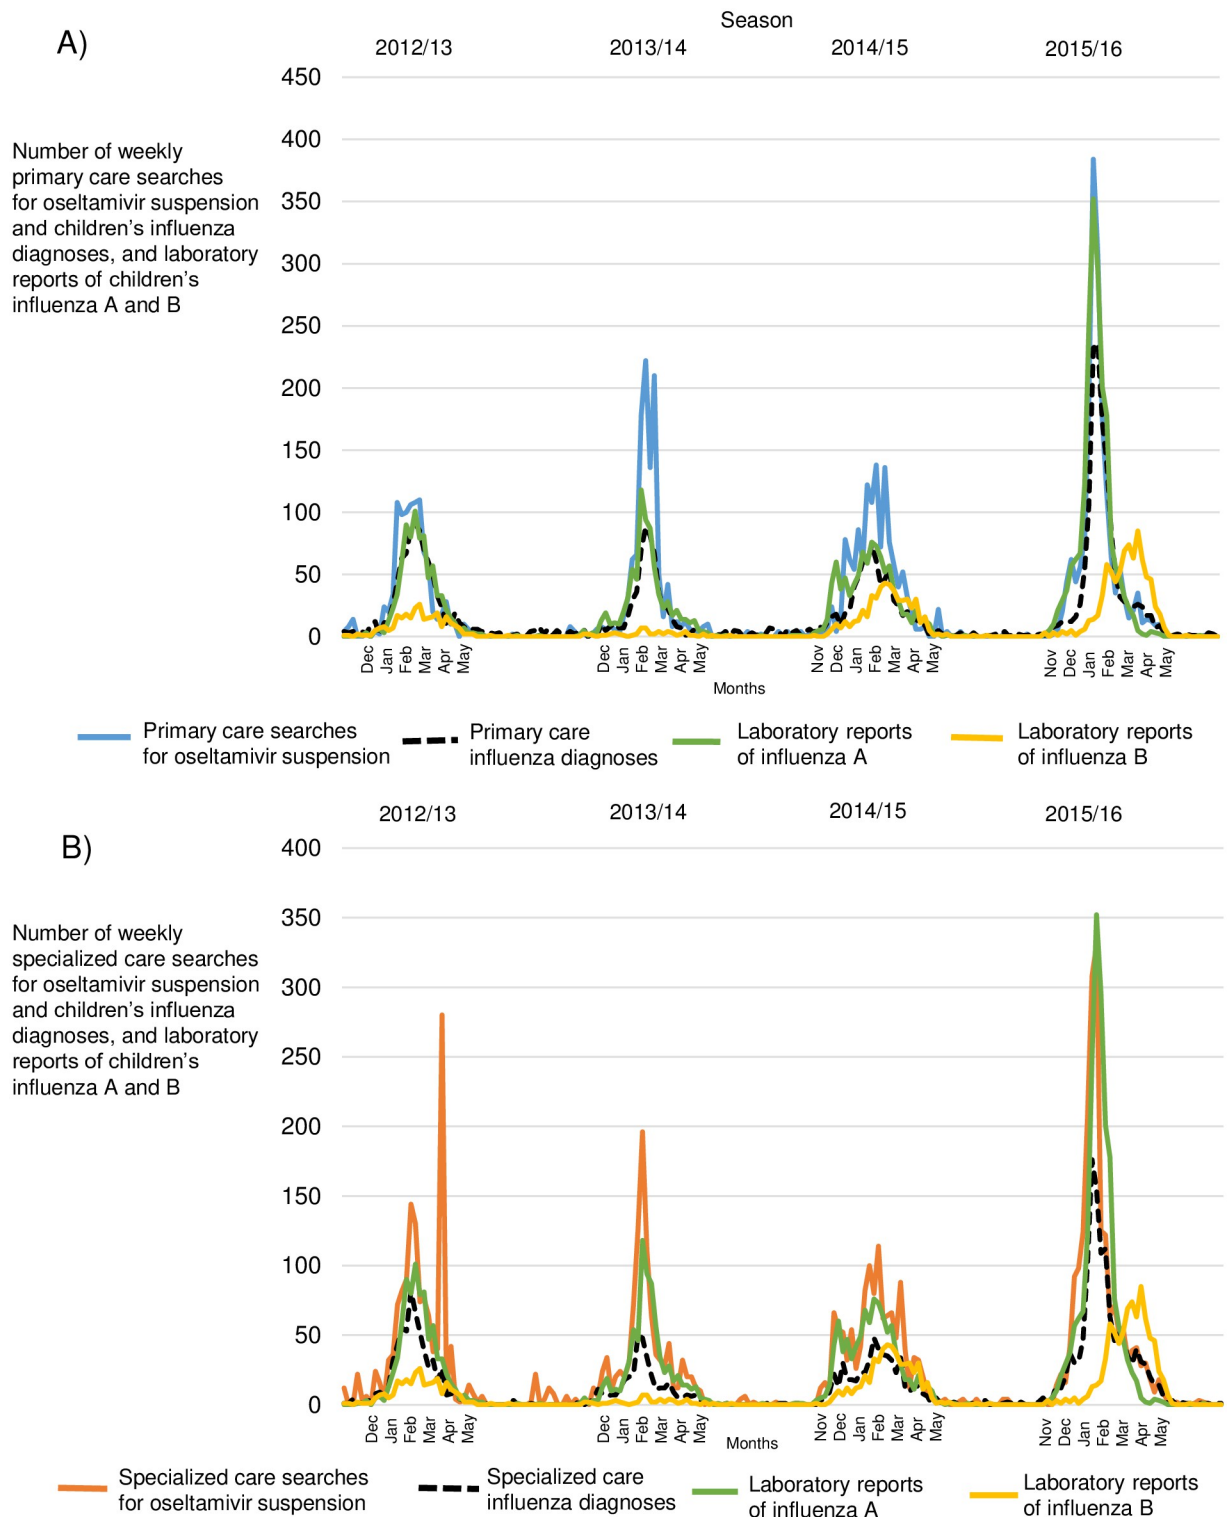 Season
A)
2012/13 2013/14 2014/15 2015/16
450
400
350
300
250
200
150
100
50
0
Number of weekly
primary care searches
for oseltamivir suspension
and children's influenza
diagnoses, and laboratory
reports of children's
influenza A and B
Dec Jan Feb Mar Apr May Dec Jan Feb Mar Apr May Nov Dec Jan Feb Mar Apr May Nov Dec Jan Feb Mar Apr May
Months
Primary care searches
for oseltamivir suspension
Primary care
influenza diagnoses
Laboratory reports
of influenza A
Laboratory reports
of influenza B
B)
2012/13 2013/14 2014/15 2015/16
400
350
300
250
200
150
100
50
0
Number of weekly
specialized care searches
for oseltamivir suspension
and children's influenza
diagnoses, and laboratory
reports of children's
influenza A and B
Dec Jan Feb Mar Apr May Dec Jan Feb Mar Apr May Nov Dec Jan Feb Mar Apr May Nov Dec Jan Feb Mar Apr May
Months
Specialized care searches
for oseltamivir suspension
Specialized care
influenza diagnoses
Laboratory reports
of influenza A
Laboratory reports
of influenza B